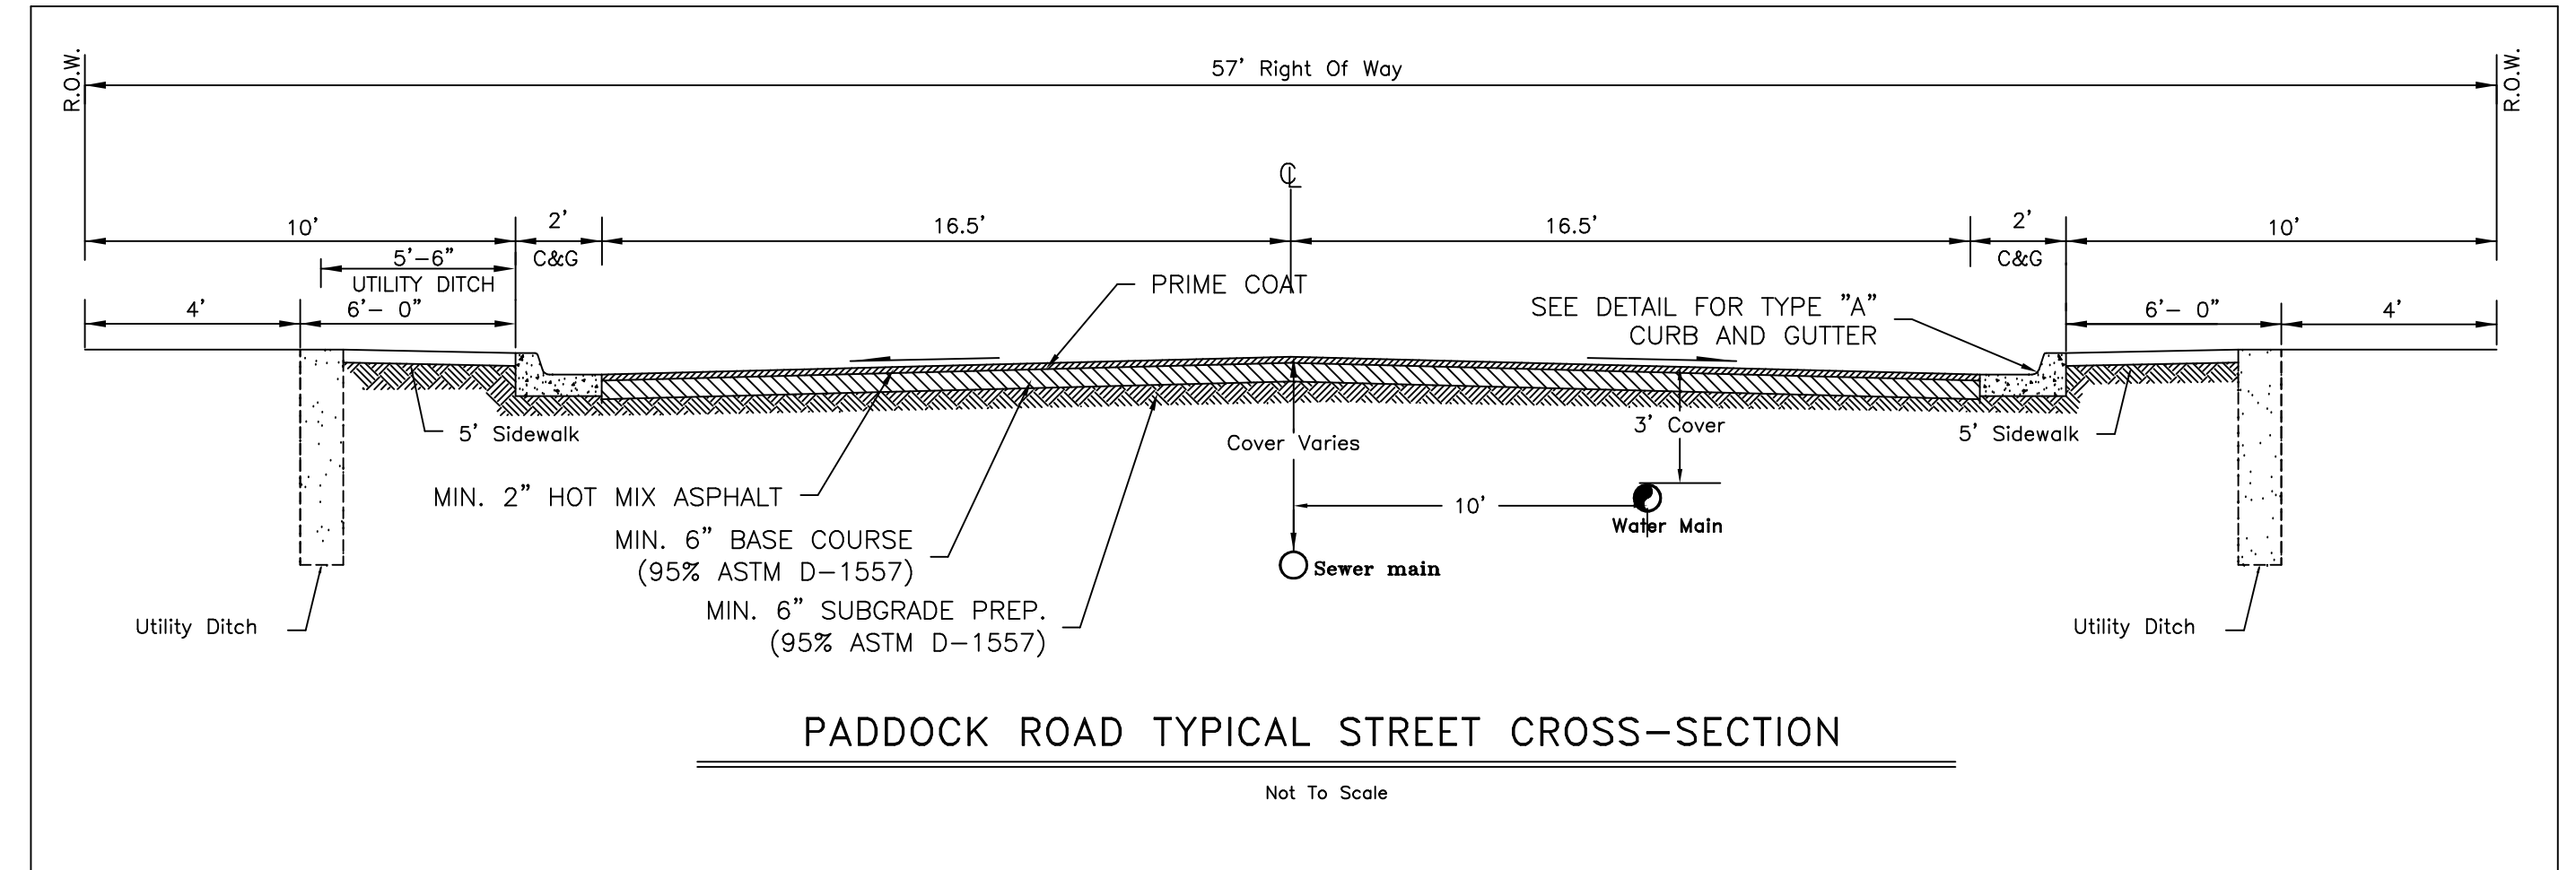 57' Right Of Way
R.O.W.
R.O.W.
℄
10'
2'
16.5'
16.5'
2'
10'
C&G
C&G
5'-6"
UTILITY DITCH
PRIME COAT
4'
6'- 0"
SEE DETAIL FOR TYPE "A"
CURB AND GUTTER
6'- 0"
4'
5' Sidewalk
Cover Varies
3' Cover
5' Sidewalk
MIN. 2" HOT MIX ASPHALT
10'
Water Main
MIN. 6" BASE COURSE
(95% ASTM D-1557)
Sewer main
MIN. 6" SUBGRADE PREP.
(95% ASTM D-1557)
Utility Ditch
Utility Ditch
PADDOCK ROAD TYPICAL STREET CROSS-SECTION
Not To Scale